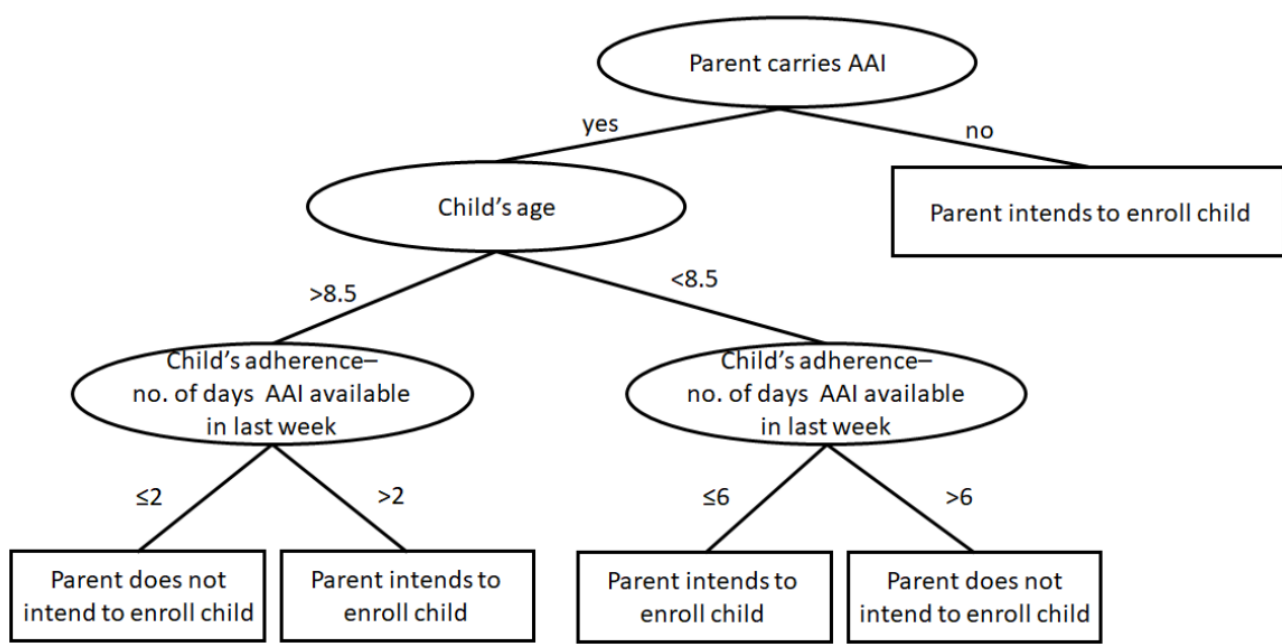 Parent carries AAI
yes
no
Child's age
Parent intends to enroll child
>8.5
<8.5
Child's adherence–
no. of days  AAI available
in last week
Child's adherence–
no. of days  AAI available
in last week
≤2
>2
≤6
>6
Parent does not
intend to enroll child
Parent intends to
enroll child
Parent intends to
enroll child
Parent does not
intend to enroll child